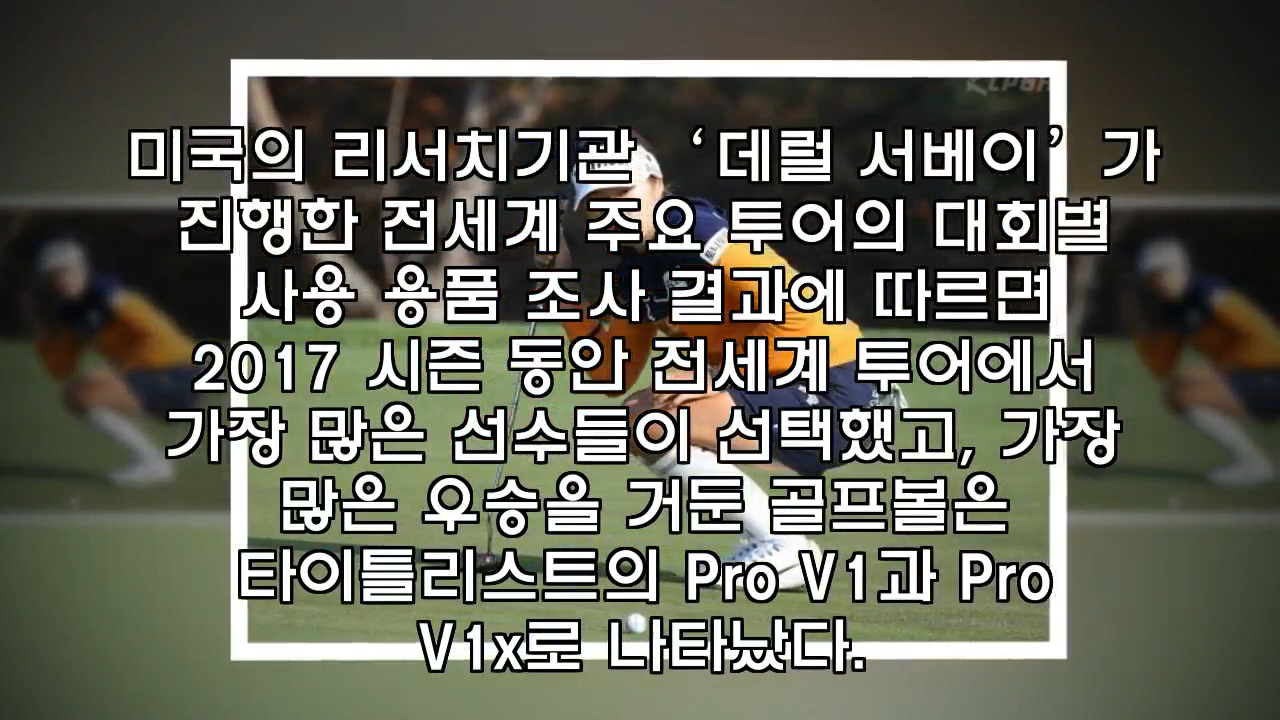 미국의 리서치기관 ‘데럴 서베이’가
진행한 전세계 주요 투어의 대회별
사용 용품 조사 결과에 따르면
2017 시즌 동안 전세계 투어에서
가장 많은 선수들이 선택했고, 가장
많은 우승을 거둔 골프볼은
타이틀리스트의 Pro V1과 Pro
V1x로 나타났다.